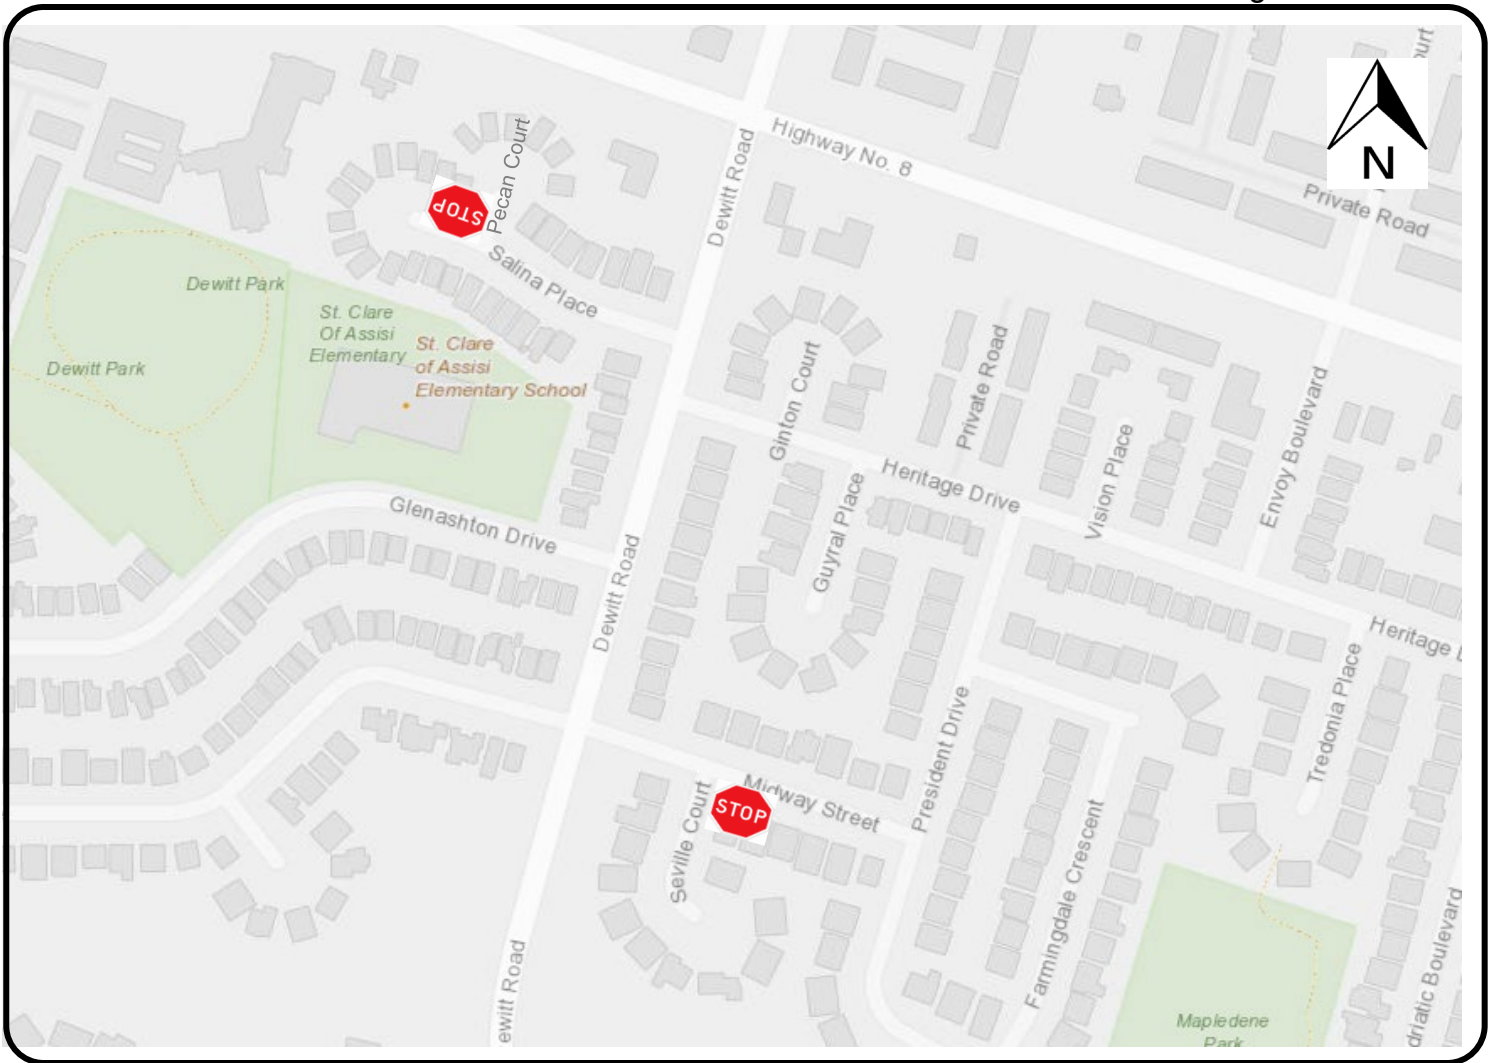 Highway No. 8
Pecan Court
Dewitt Road
N
Private Road
STOP
Salina Place
Dewitt Park
St. Clare
Of Assisi
Elementary
St. Clare
of Assisi
Elementary School
Dewitt Park
Ginton Court
Private Road
Envoy Boulevard
Vision Place
Heritage Drive
Guyral Place
Glenashton Drive
Dewitt Road
Heritage
Tredonia Place
President Drive
Midway Street
STOP
Seville Court
Farmingdale Crescent
ewitt Road
driatic Boulevard
Mapledene
Park